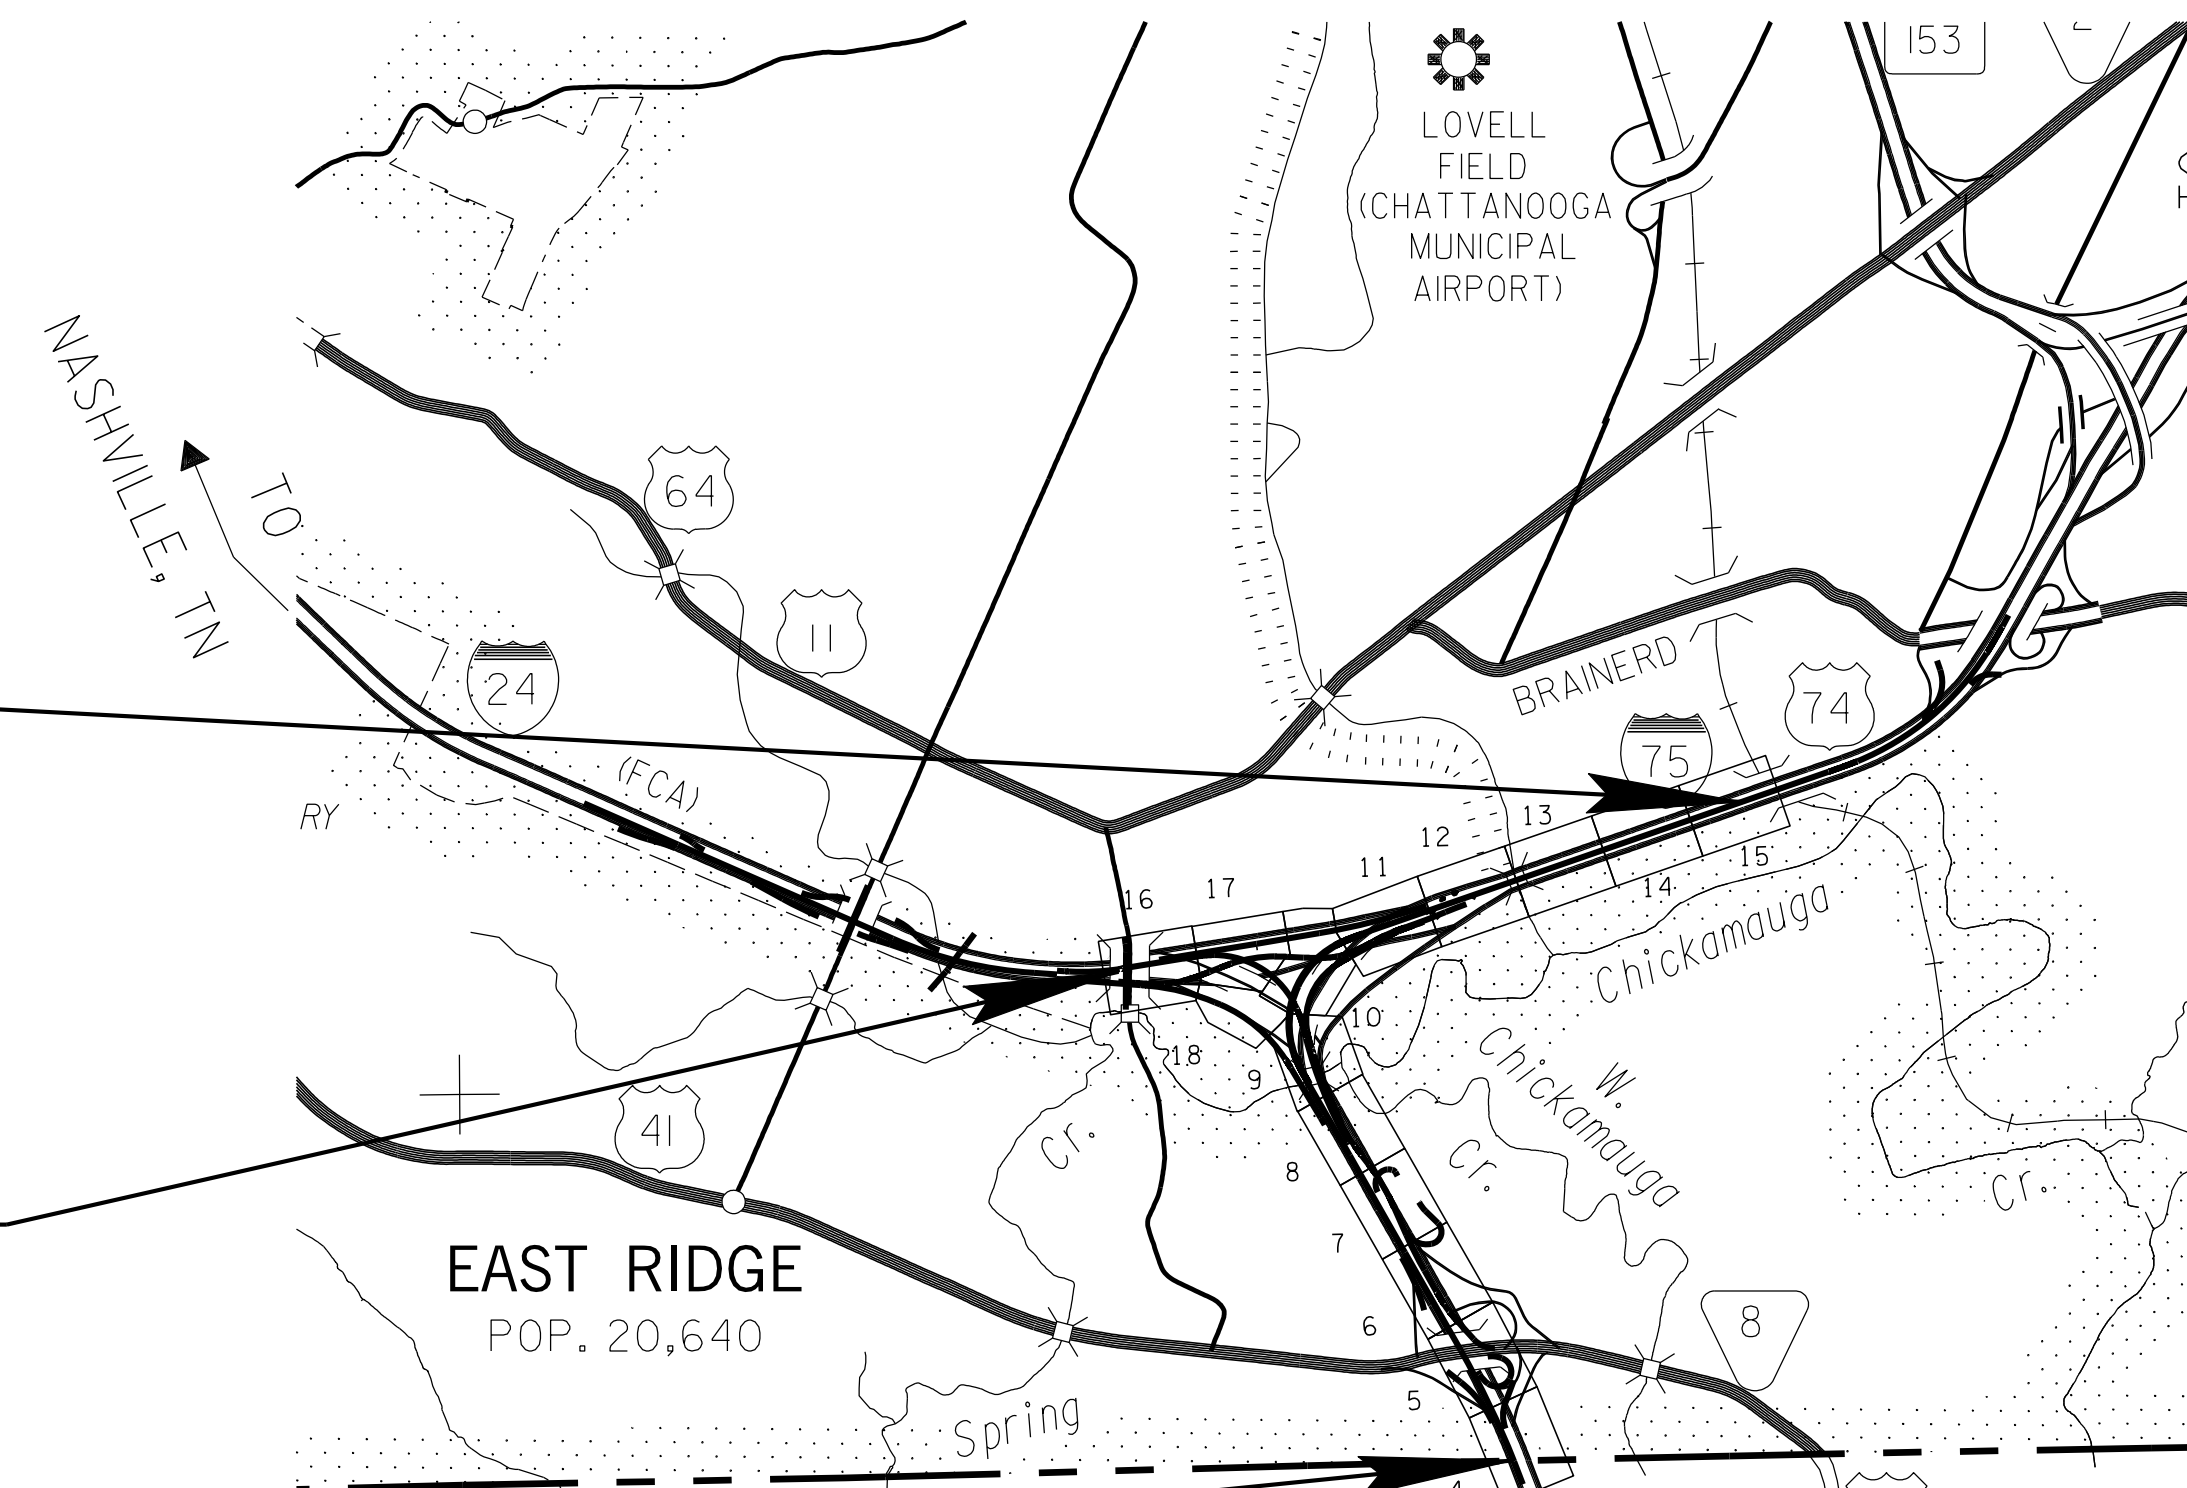 153
2
LOVELL
FIELD
(CHATTANOOGA
MUNICIPAL
AIRPORT)
H
NASHVILLE, TN
TO
64
11
24
(FCA)
RY
BRAINERD
74
75
13
12
11
15
14
17
16
Chickamauga
10
18
9
Chickamauga
W.
Cr.
41
Cr.
8
Cr.
7
EAST RIDGE
POP. 20,640
6
8
5
Spring
4